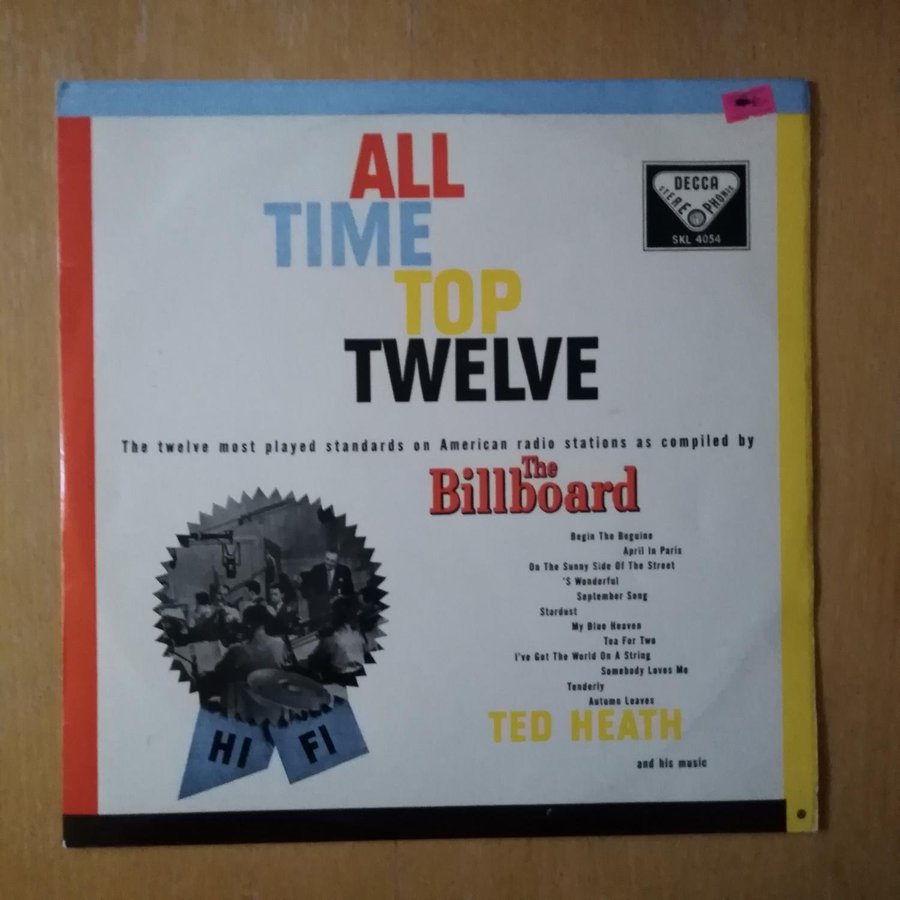 ALL
TIME
TOP
TWELVE
DECCA
STEREOPHONIC
SKL 4054
The twelve most played standards on American radio stations as compiled by
The
Billboard
Begin The Beguine
April In Paris
On The Sunny Side Of The Street
'S Wonderful
September Song
Stardust
My Blue Heaven
Tea For Two
I've Got The World On A String
Somebody Loves Me
Tenderly
Autumn Leaves
HI FI
TED HEATH
and his music